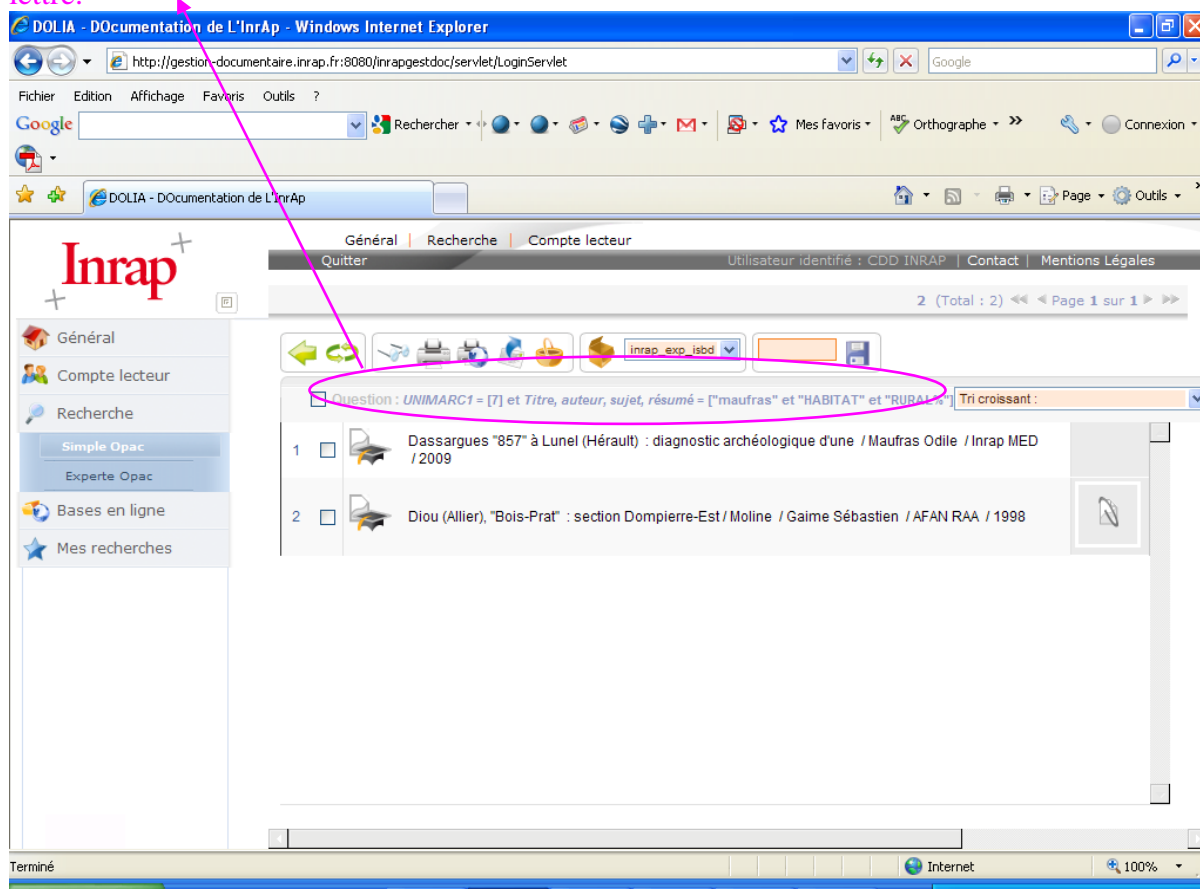 lettre.
DOLIA - DOcumentation de L'InrAp - Windows Internet Explorer
http://gestion-documentaire.inrap.fr:8080/inrapgestdoc/servlet/LoginServlet
Google
Fichier Edition Affichage Favoris Outils ?
Google Rechercher Mes favoris ABC Orthographe » Connexion
DOLIA - DOcumentation de L'InrAp Page Outils
Inrap
Général | Recherche | Compte lecteur
Quitter Utilisateur identifié : CDD INRAP | Contact | Mentions Légales
2 (Total : 2) Page 1 sur 1
Général
Compte lecteur
Recherche
Simple Opac
Experte Opac
Bases en ligne
Mes recherches
inrap_exp_isbd
Question : UNIMARC1 = [7] et Titre, auteur, sujet, résumé = ["maufras" et "HABITAT" et "RURAL%"] Tri croissant :
1 Dassargues "857" à Lunel (Hérault) : diagnostic archéologique d'une / Maufras Odile / Inrap MED
/ 2009
2 Diou (Allier), "Bois-Prat" : section Dompierre-Est / Moline / Gaime Sébastien / AFAN RAA / 1998
Terminé Internet 100%